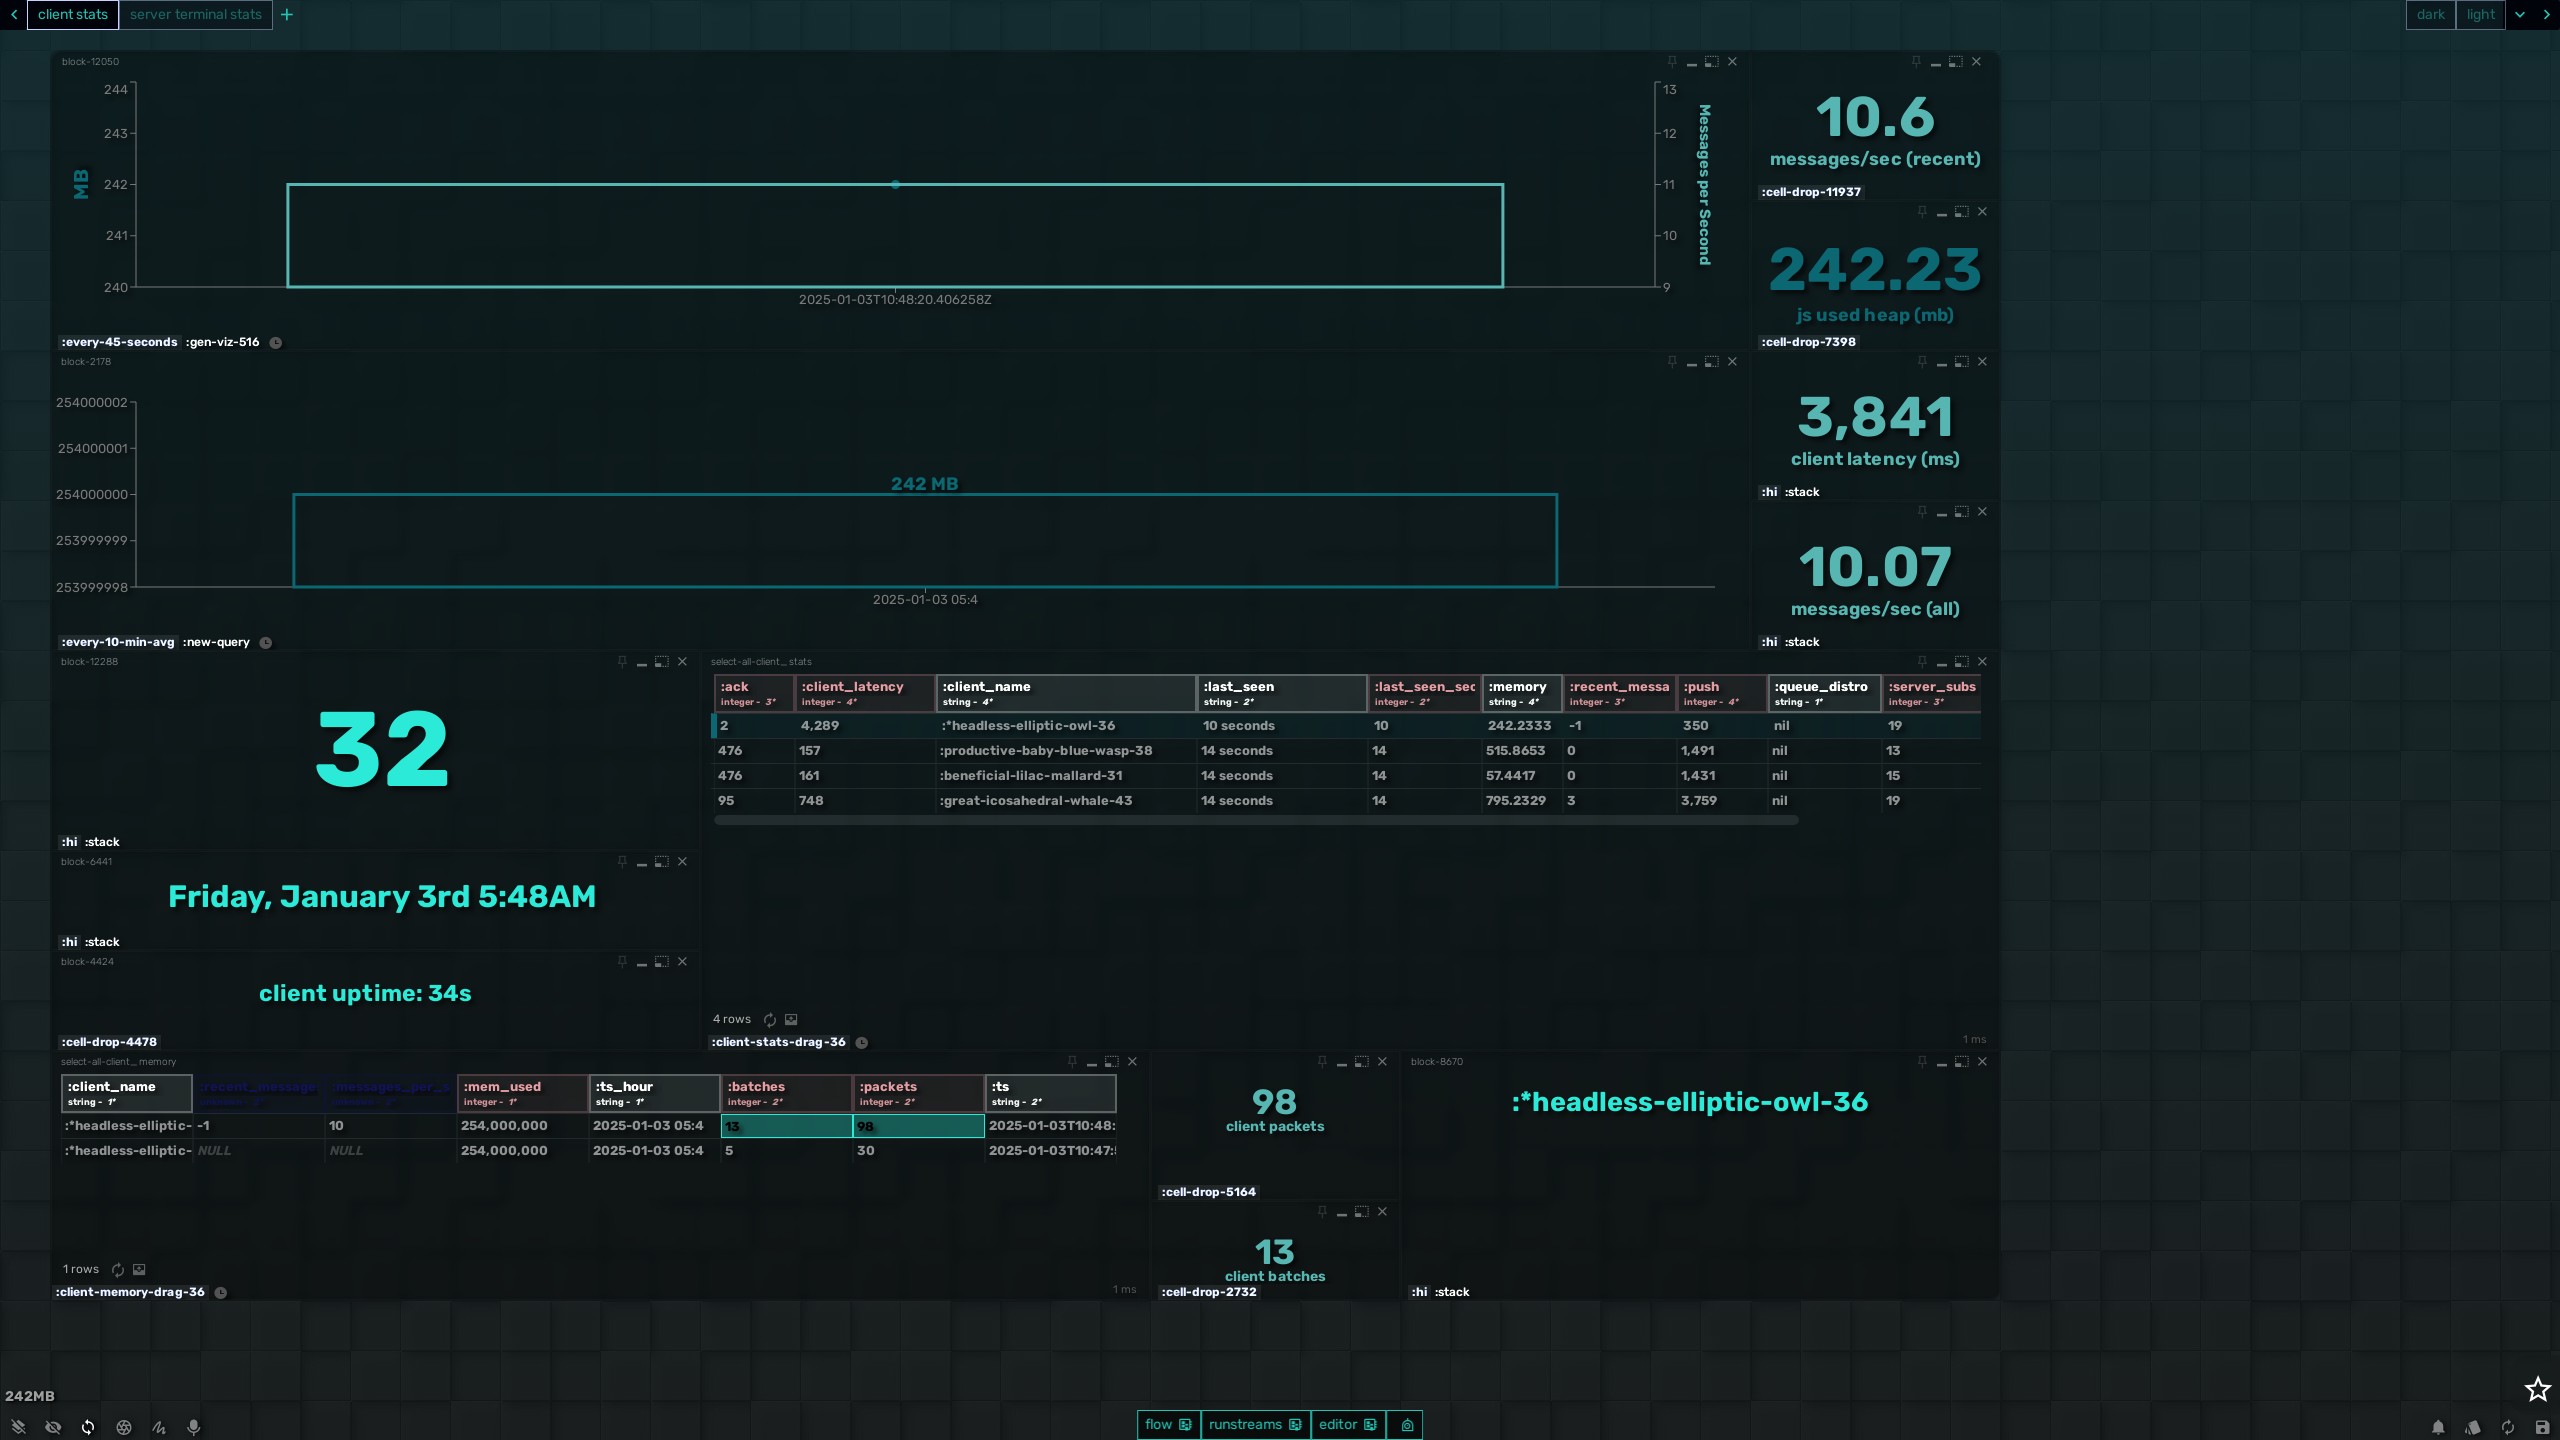 client stats
server terminal stats
+
dark
light
block-12050
244
243
242
241
240
MB
13
12
11
10
9
Messages per Second
2025-01-03T10:48:20.406258Z
:every-45-seconds :gen-viz-516
10.6
messages/sec (recent)
:cell-drop-11937
242.23
js used heap (mb)
:cell-drop-7398
block-2178
254000002
254000001
254000000
253999999
253999998
242 MB
2025-01-03 05:4
:every-10-min-avg :new-query
3,841
client latency (ms)
:hi :stack
10.07
messages/sec (all)
:hi :stack
block-12288
32
:hi :stack
block-6441
Friday, January 3rd 5:48AM
:hi :stack
block-4424
client uptime: 34s
:cell-drop-4478
select-all-client_stats
:ack :client_latency :client_name :last_seen :last_seen_sec :memory :recent_messa :push :queue_distro :server_subs
integer - 3* integer - 4* string - 4* string - 2* integer - 2* string - 4* integer - 3* integer - 4* string - 1* integer - 3*
2 4,289 :*headless-elliptic-owl-36 10 seconds 10 242.2333 -1 350 nil 19
476 157 :productive-baby-blue-wasp-38 14 seconds 14 515.8653 0 1,491 nil 13
476 161 :beneficial-lilac-mallard-31 14 seconds 14 57.4417 0 1,431 nil 15
95 748 :great-icosahedral-whale-43 14 seconds 14 795.2329 3 3,759 nil 19
4 rows
1 ms
:client-stats-drag-36
select-all-client_memory
:client_name :recent_message :messages_per_s :mem_used :ts_hour :batches :packets :ts
string - 1* integer - 1* string - 1* integer - 2* integer - 2* string - 2*
:*headless-elliptic- -1 10 254,000,000 2025-01-03 05:4 13 98 2025-01-03T10:48:
:*headless-elliptic- NULL NULL 254,000,000 2025-01-03 05:4 5 30 2025-01-03T10:47:
1 rows
1 ms
:client-memory-drag-36
98
client packets
:cell-drop-5164
13
client batches
:cell-drop-2732
block-8670
:*headless-elliptic-owl-36
:hi :stack
242MB
flow
runstreams
editor